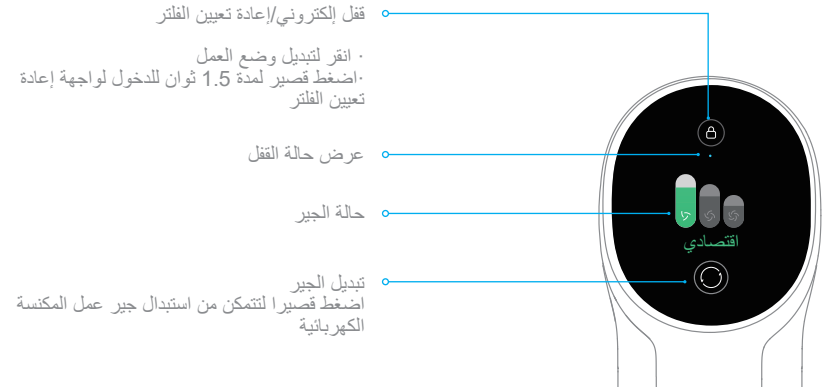 قفل إلكتروني/إعادة تعيين الفلتر
· انقر لتبديل وضع العمل
·اضغط قصير لمدة 1.5 ثوان للدخول لواجهة إعادة
تعيين الفلتر
عرض حالة القفل
حالة الجير
اقتصادي
تبديل الجير
اضغط قصيرا لتتمكن من استبدال جير عمل المكنسة
الكهربائية